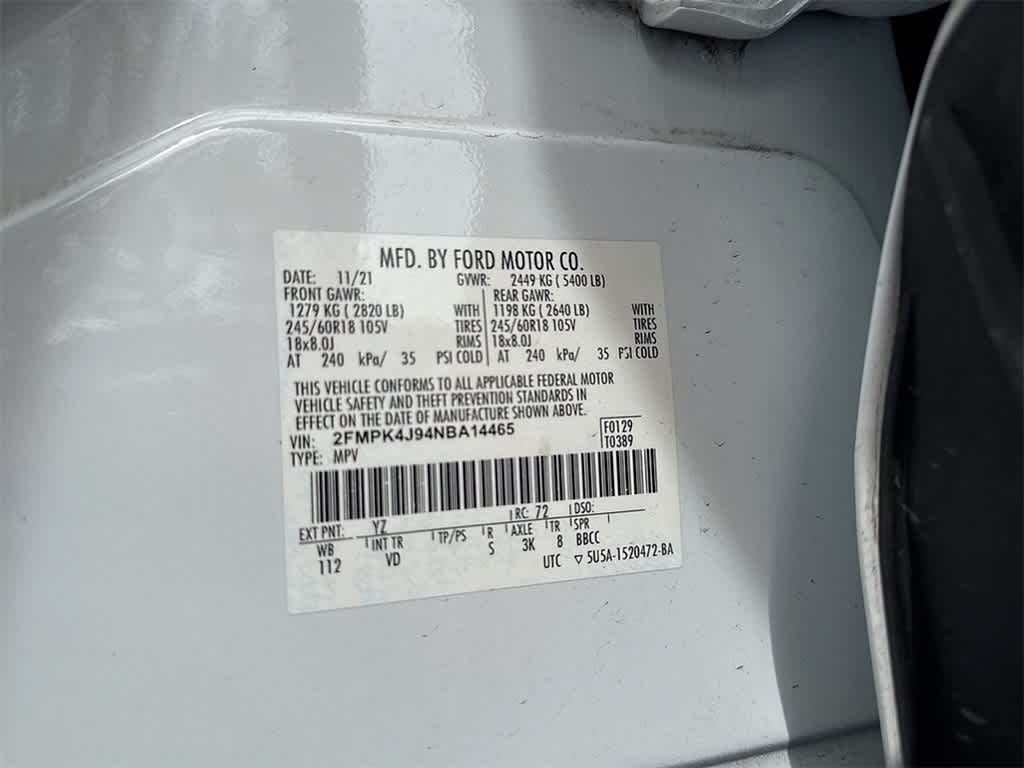 MFD. BY FORD MOTOR CO.
DATE: 11/21 GVWR: 2449 KG ( 5400 LB)
FRONT GAWR: REAR GAWR:
1279 KG ( 2820 LB) WITH 1198 KG ( 2640 LB) WITH
245/60R18 105V TIRES 245/60R18 105V TIRES
18x8.0J RIMS 18x8.0J RIMS
AT 240 kPa/ 35 PSI COLD AT 240 kPa/ 35 PSI COLD
THIS VEHICLE CONFORMS TO ALL APPLICABLE FEDERAL MOTOR
VEHICLE SAFETY AND THEFT PREVENTION STANDARDS IN
EFFECT ON THE DATE OF MANUFACTURE SHOWN ABOVE.
VIN: 2FMPK4J94NBA14465 F0129
TYPE: MPV T0389
EXT PNT: YZ RC: 72 DSO:
WB INT TR TP/PS R AXLE TR SPR
112 VD S 3K 8 BBCC
UTC ▽ 5U5A-1520472-BA